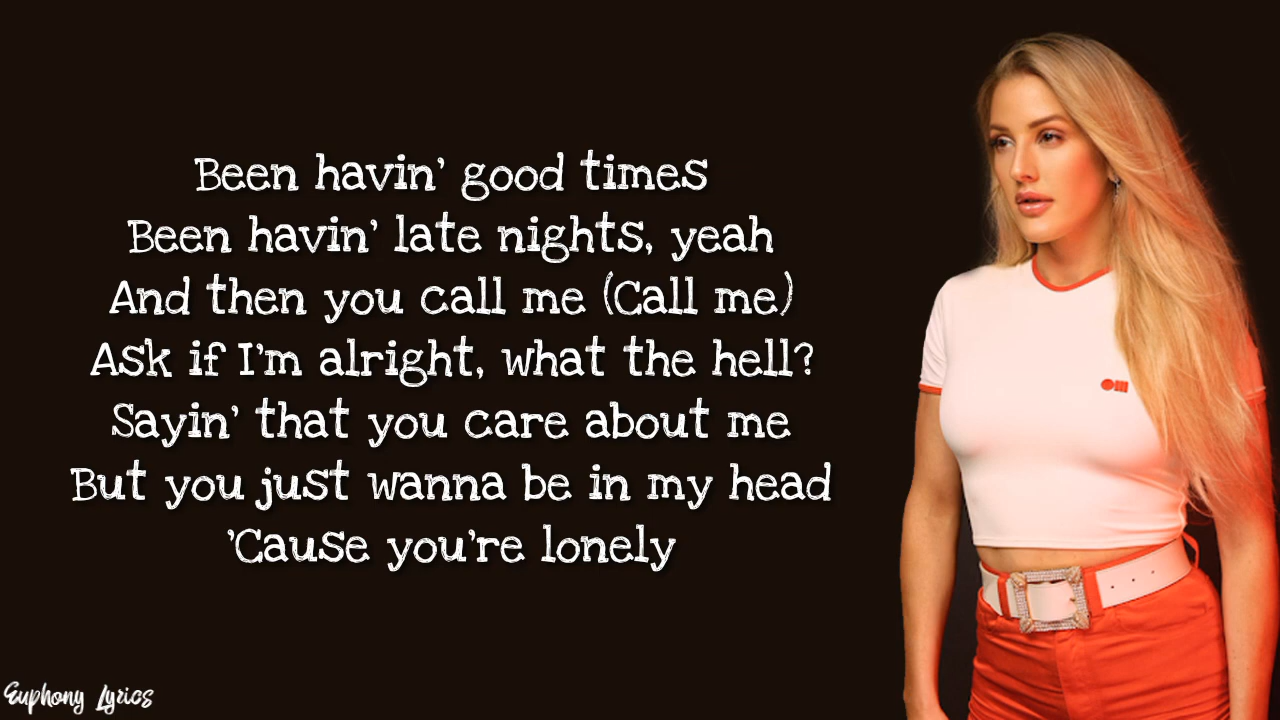 Been havin' good times
Been havin' late nights, yeah
And then you call me (Call me)
Ask if I'm alright, what the hell?
Sayin' that you care about me
But you just wanna be in my head
'Cause you're lonely
Euphony Lyrics